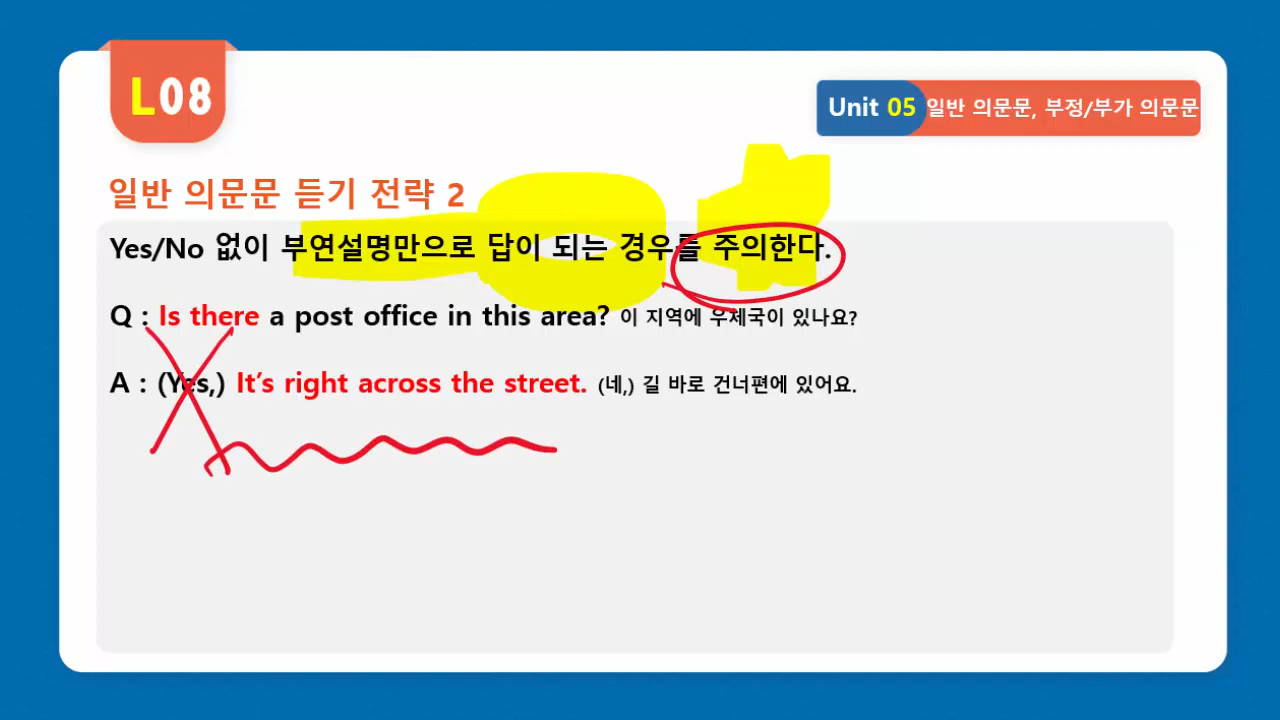 L08
Unit 05 일반 의문문, 부정/부가 의문문
일반 의문문 듣기 전략 2
Yes/No 없이 부연설명만으로 답이 되는 경우를 주의한다.
Q : Is there a post office in this area? 이 지역에 우체국이 있나요?
A : (Yes,) It's right across the street. (네,) 길 바로 건너편에 있어요.